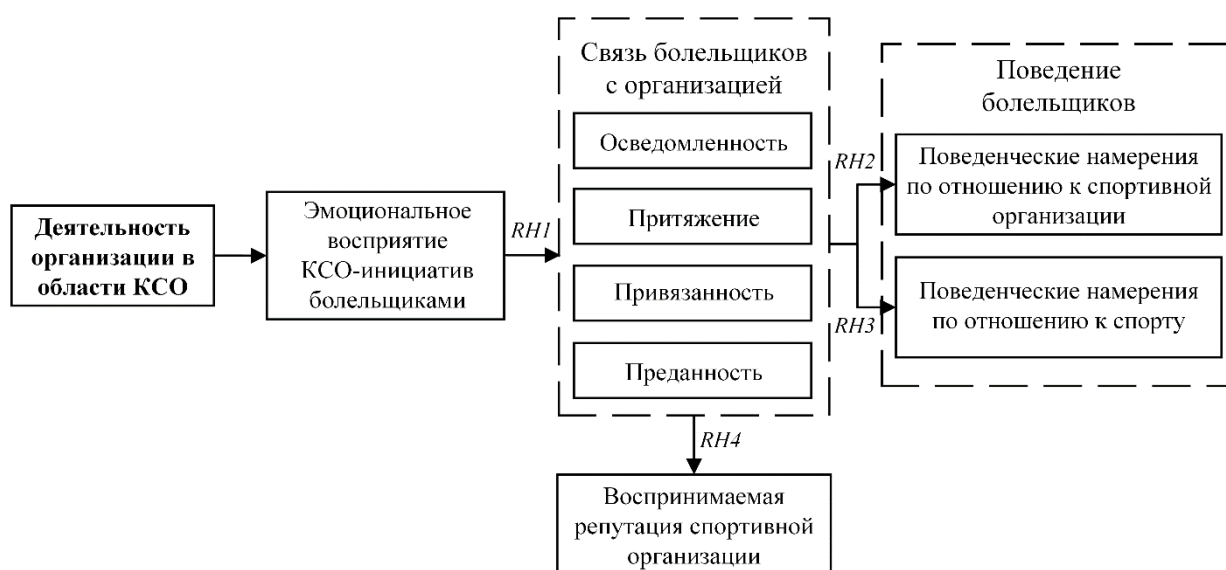 Деятельность
организации в
области КСО
Эмоциональное
восприятие
КСО-инициатив
болельщиками
RH1
Связь болельщиков
с организацией
Осведомленность
Притяжение
Привязанность
Преданность
RH2
RH3
Поведение
болельщиков
Поведенческие намерения
по отношению к спортивной
организации
Поведенческие намерения
по отношению к спорту
RH4
Воспринимаемая
репутация спортивной
организации